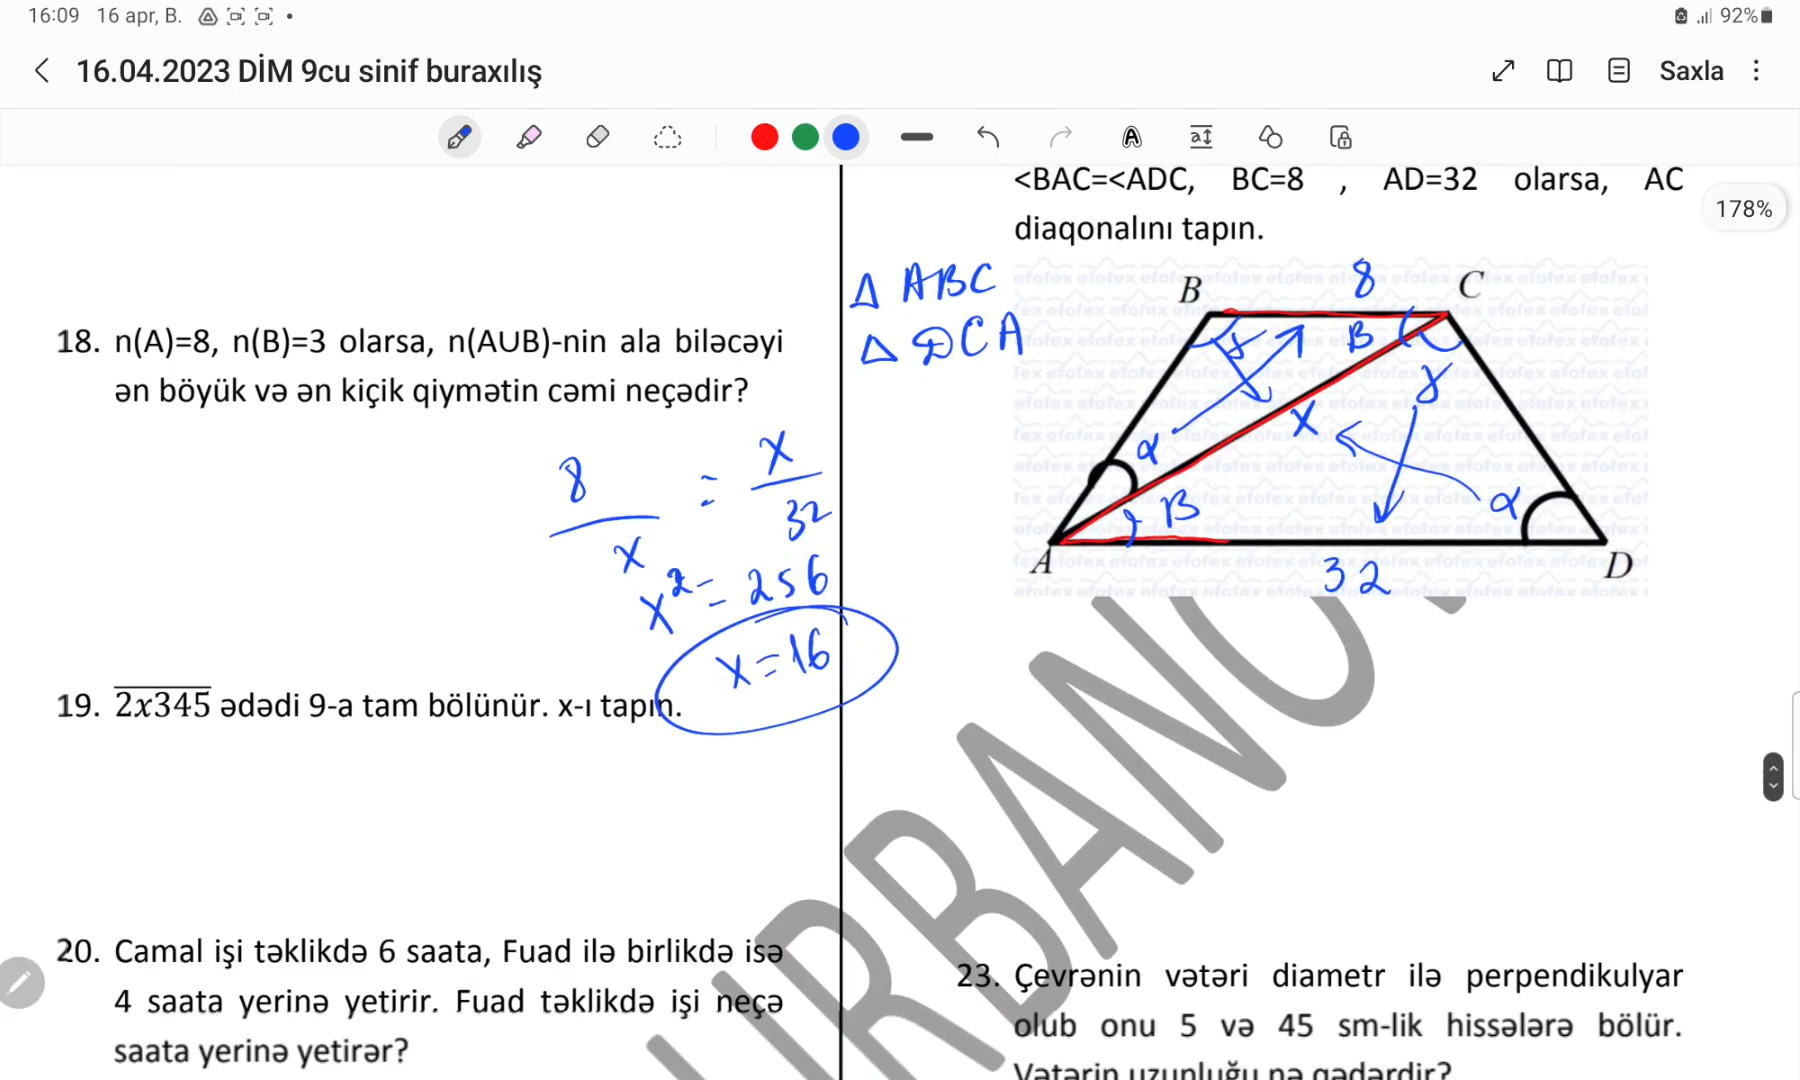 16:09 16 apr, B.
92%
16.04.2023 DİM 9cu sinif buraxılış
Saxla
178%
18. n(A)=8, n(B)=3 olarsa, n(A∪B)-nin ala biləcəyi
ən böyük və ən kiçik qiymətin cəmi neçədir?
8/x = x/32
x² = 256
x=16
19. 2x345 ədədi 9-a tam bölünür. x-ı tapın.
20. Camal işi təklikdə 6 saata, Fuad ilə birlikdə isə
4 saata yerinə yetirir. Fuad təklikdə işi neçə
saata yerinə yetirər?
<BAC=<ADC, BC=8 , AD=32 olarsa, AC
diaqonalını tapın.
Δ ABC
Δ DCA
B 8 C
γ B
γ
α x
B α
A 32 D
23. Çevrənin vətəri diametr ilə perpendikulyar
olub onu 5 və 45 sm-lik hissələrə bölür.
Vətərin uzunluğu nə qədərdir?